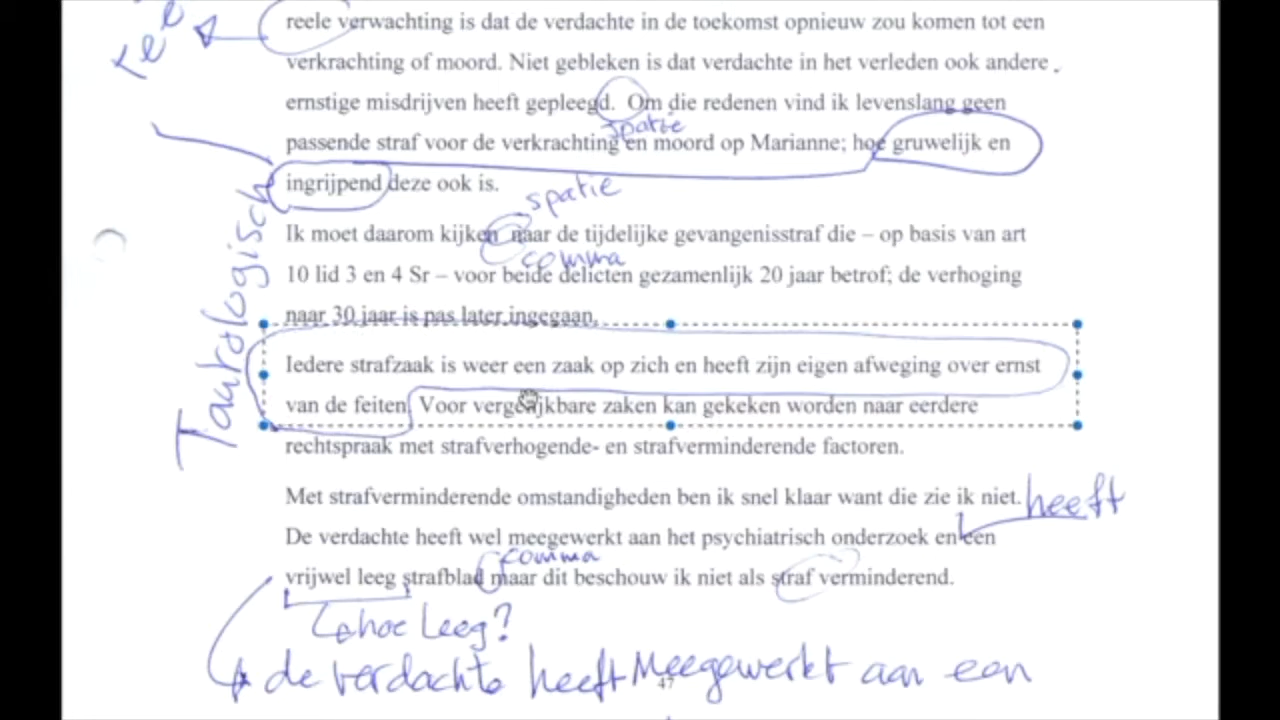 reele verwachting is dat de verdachte in de toekomst opnieuw zou komen tot een
verkrachting of moord. Niet gebleken is dat verdachte in het verleden ook andere
ernstige misdrijven heeft gepleegd.  Om die redenen vind ik levenslang geen
spatie
passende straf voor de verkrachting en moord op Marianne; hoe gruwelijk en
ingrijpend deze ook is.
spatie
Ik moet daarom kijken naar de tijdelijke gevangenisstraf die – op basis van art
comma
10 lid 3 en 4 Sr – voor beide delicten gezamenlijk 20 jaar betrof; de verhoging
naar 30 jaar is pas later ingegaan.
Taatologisch
Iedere strafzaak is weer een zaak op zich en heeft zijn eigen afweging over ernst
van de feiten. Voor vergelijkbare zaken kan gekeken worden naar eerdere
rechtspraak met strafverhogende- en strafverminderende factoren.
Met strafverminderende omstandigheden ben ik snel klaar want die zie ik niet.
heeft
De verdachte heeft wel meegewerkt aan het psychiatrisch onderzoek en een
comma
vrijwel leeg strafblad maar dit beschouw ik niet als straf verminderend.
hoe leeg?
de verdachte heeft Meegewerkt aan een
47